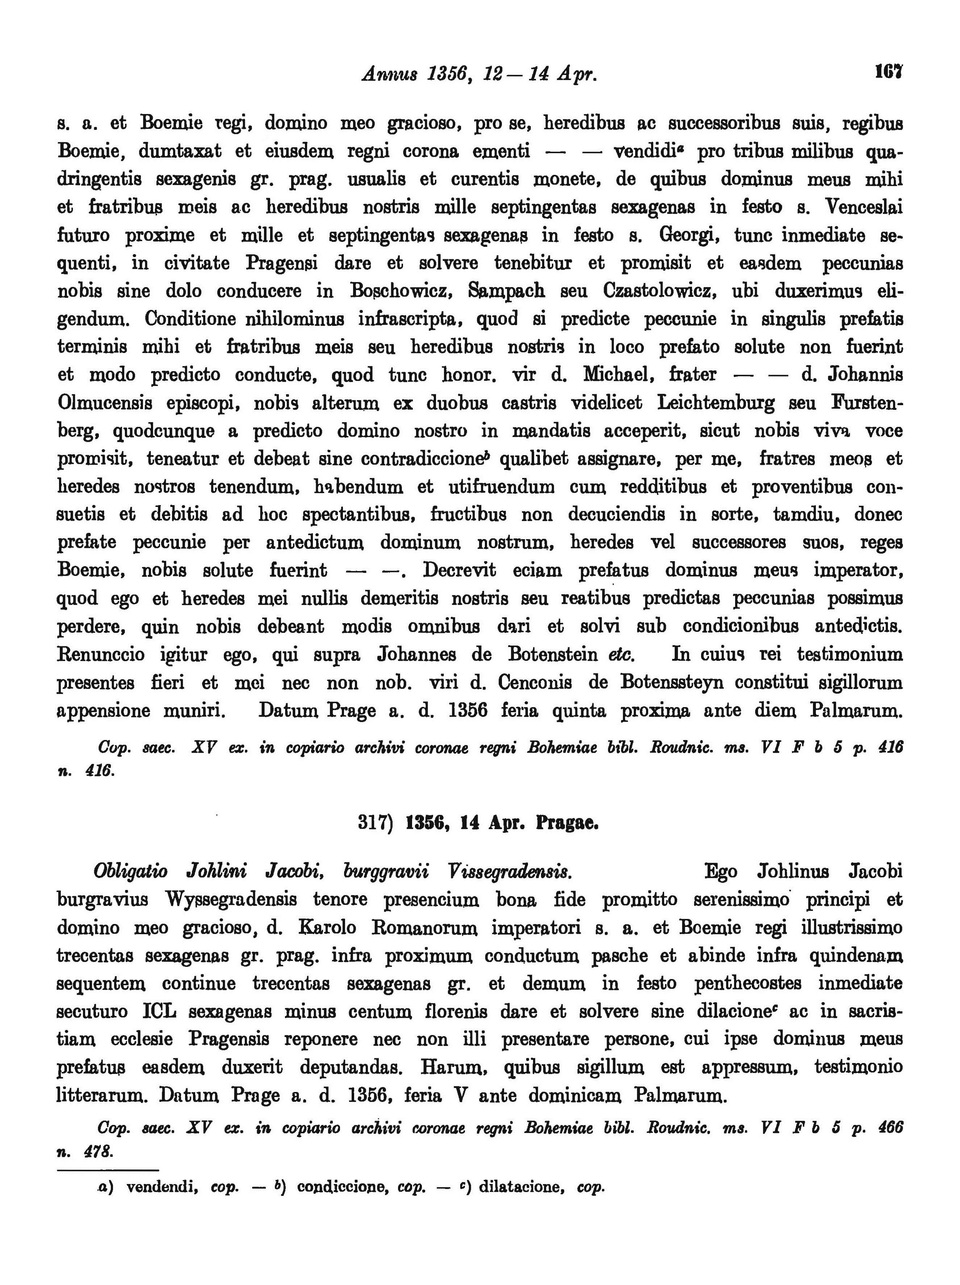 Annus 1356, 12—14 Apr. 167
s. a. et Boemie regi, domino meo gracioso, pro se, heredibus ac successoribus suis, regibus
Boemie, dumtaxat et eiusdem regni corona ementi — — vendidiᵃ pro tribus milibus qua-
dringentis sexagenis gr. prag. usualis et curentis monete, de quibus dominus meus mihi
et fratribus meis ac heredibus nostris mille septingentas sexagenas in festo s. Venceslai
futuro proxime et mille et septingentas sexagenas in festo s. Georgi, tunc inmediate se-
quenti, in civitate Pragensi dare et solvere tenebitur et promisit et easdem peccunias
nobis sine dolo conducere in Boschowicz, Sampach seu Czastolowicz, ubi duxerimus eli-
gendum. Conditione nihilominus infrascripta, quod si predicte peccunie in singulis prefatis
terminis mihi et fratribus meis seu heredibus nostris in loco prefato solute non fuerint
et modo predicto conducte, quod tunc honor. vir d. Michael, frater — — d. Johannis
Olmucensis episcopi, nobis alterum ex duobus castris videlicet Leichtemburg seu Fursten-
berg, quodcunque a predicto domino nostro in mandatis acceperit, sicut nobis viva voce
promisit, teneatur et debeat sine contradiccioneᵇ qualibet assignare, per me, fratres meos et
heredes nostros tenendum, habendum et utifruendum cum redditibus et proventibus con-
suetis et debitis ad hoc spectantibus, fructibus non decuciendis in sorte, tamdiu, donec
prefate peccunie per antedictum dominum nostrum, heredes vel successores suos, reges
Boemie, nobis solute fuerint — —. Decrevit eciam prefatus dominus meus imperator,
quod ego et heredes mei nullis demeritis nostris seu reatibus predictas peccunias possimus
perdere, quin nobis debeant modis omnibus dari et solvi sub condicionibus antedictis.
Renunccio igitur ego, qui supra Johannes de Botenstein etc. In cuius rei testimonium
presentes fieri et mei nec non nob. viri d. Cenconis de Botenssteyn constitui sigillorum
appensione muniri. Datum Prage a. d. 1356 feria quinta proxima ante diem Palmarum.
Cop. saec. XV ex. in copiario archivi coronae regni Bohemiae bibl. Roudnic. ms. VI F b 5 p. 416
n. 416.
317) 1356, 14 Apr. Pragae.
Obligatio Johlini Jacobi, burggravii Vissegradensis. Ego Johlinus Jacobi
burgravius Wyssegradensis tenore presencium bona fide promitto serenissimo principi et
domino meo gracioso, d. Karolo Romanorum imperatori s. a. et Boemie regi illustrissimo
trecentas sexagenas gr. prag. infra proximum conductum pasche et abinde infra quindenam
sequentem continue trecentas sexagenas gr. et demum in festo penthecostes inmediate
secuturo ICL sexagenas minus centum florenis dare et solvere sine dilacioneᶜ ac in sacris-
tiam ecclesie Pragensis reponere nec non illi presentare persone, cui ipse dominus meus
prefatus easdem duxerit deputandas. Harum, quibus sigillum est appressum, testimonio
litterarum. Datum Prage a. d. 1356, feria V ante dominicam Palmarum.
Cop. saec. XV ex. in copiario archivi coronae regni Bohemiae bibl. Roudnic. ms. VI F b 5 p. 466
n. 478.
a) vendendi, cop. — ᵇ) condiccione, cop. — ᶜ) dilatacione, cop.